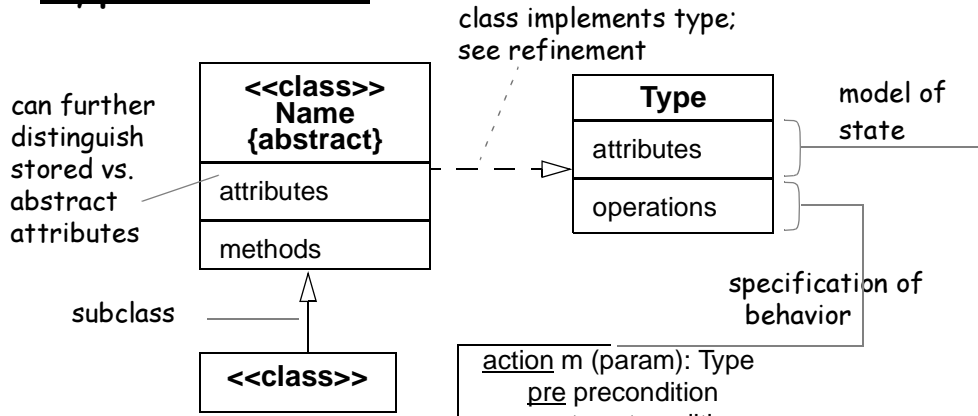 class implements type;
see refinement
<<class>>
Name
{abstract}
attributes
methods
can further
distinguish
stored vs.
abstract
attributes
Type
attributes
operations
model of
state
specification of
behavior
subclass
<<class>>
action m (param): Type
pre precondition